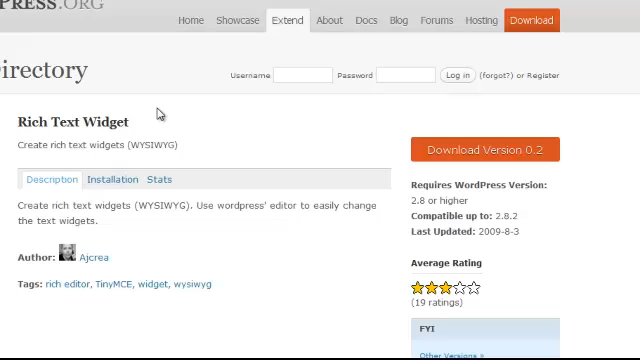 PRESS.ORG
Home Showcase Extend About Docs Blog Forums Hosting Download
Directory
Username Password Log in (forgot?) or Register
Rich Text Widget
Create rich text widgets (WYSIWYG)
Download Version 0.2
Description Installation Stats
Requires WordPress Version:
2.8 or higher
Compatible up to: 2.8.2
Last Updated: 2009-8-3
Create rich text widgets (WYSIWYG). Use wordpress' editor to easily change
the text widgets.
Author: Ajcrea
Tags: rich editor, TinyMCE, widget, wysiwyg
Average Rating
(19 ratings)
FYI
Other Versions »